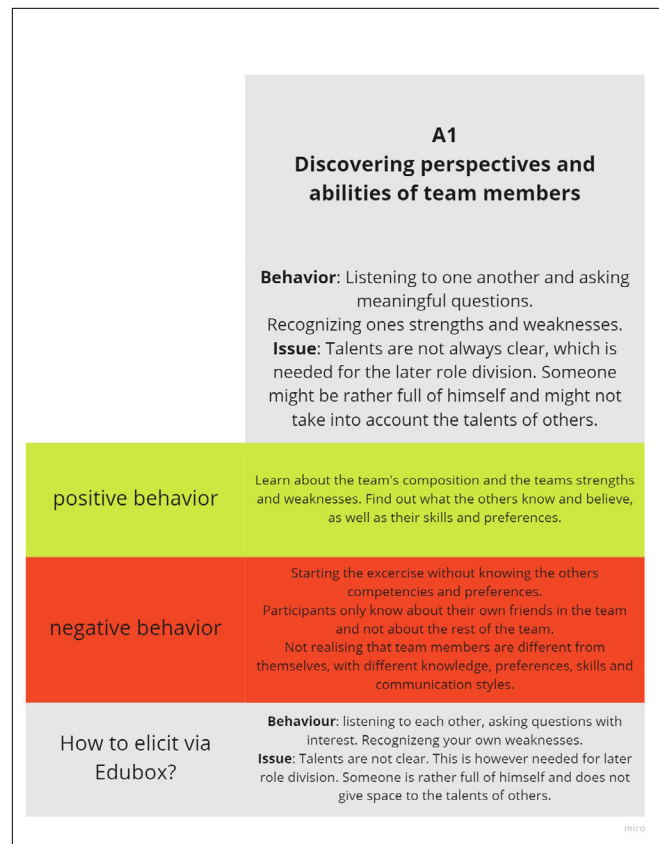 A1
Discovering perspectives and
abilities of team members
Behavior: Listening to one another and asking
meaningful questions.
Recognizing ones strengths and weaknesses.
Issue: Talents are not always clear, which is
needed for the later role division. Someone
might be rather full of himself and might not
take into account the talents of others.
positive behavior
Learn about the team's composition and the teams strengths
and weaknesses. Find out what the others know and believe,
as well as their skills and preferences.
negative behavior
Starting the excercise without knowing the others
competencies and preferences.
Participants only know about their own friends in the team
and not about the rest of the team.
Not realising that team members are different from
themselves, with different knowledge, preferences, skills and
communication styles.
How to elicit via
Edubox?
Behaviour: listening to each other, asking questions with
interest. Recognizeng your own weaknesses.
Issue: Talents are not clear. This is however needed for later
role division. Someone is rather full of himself and does not
give space to the talents of others.
miro